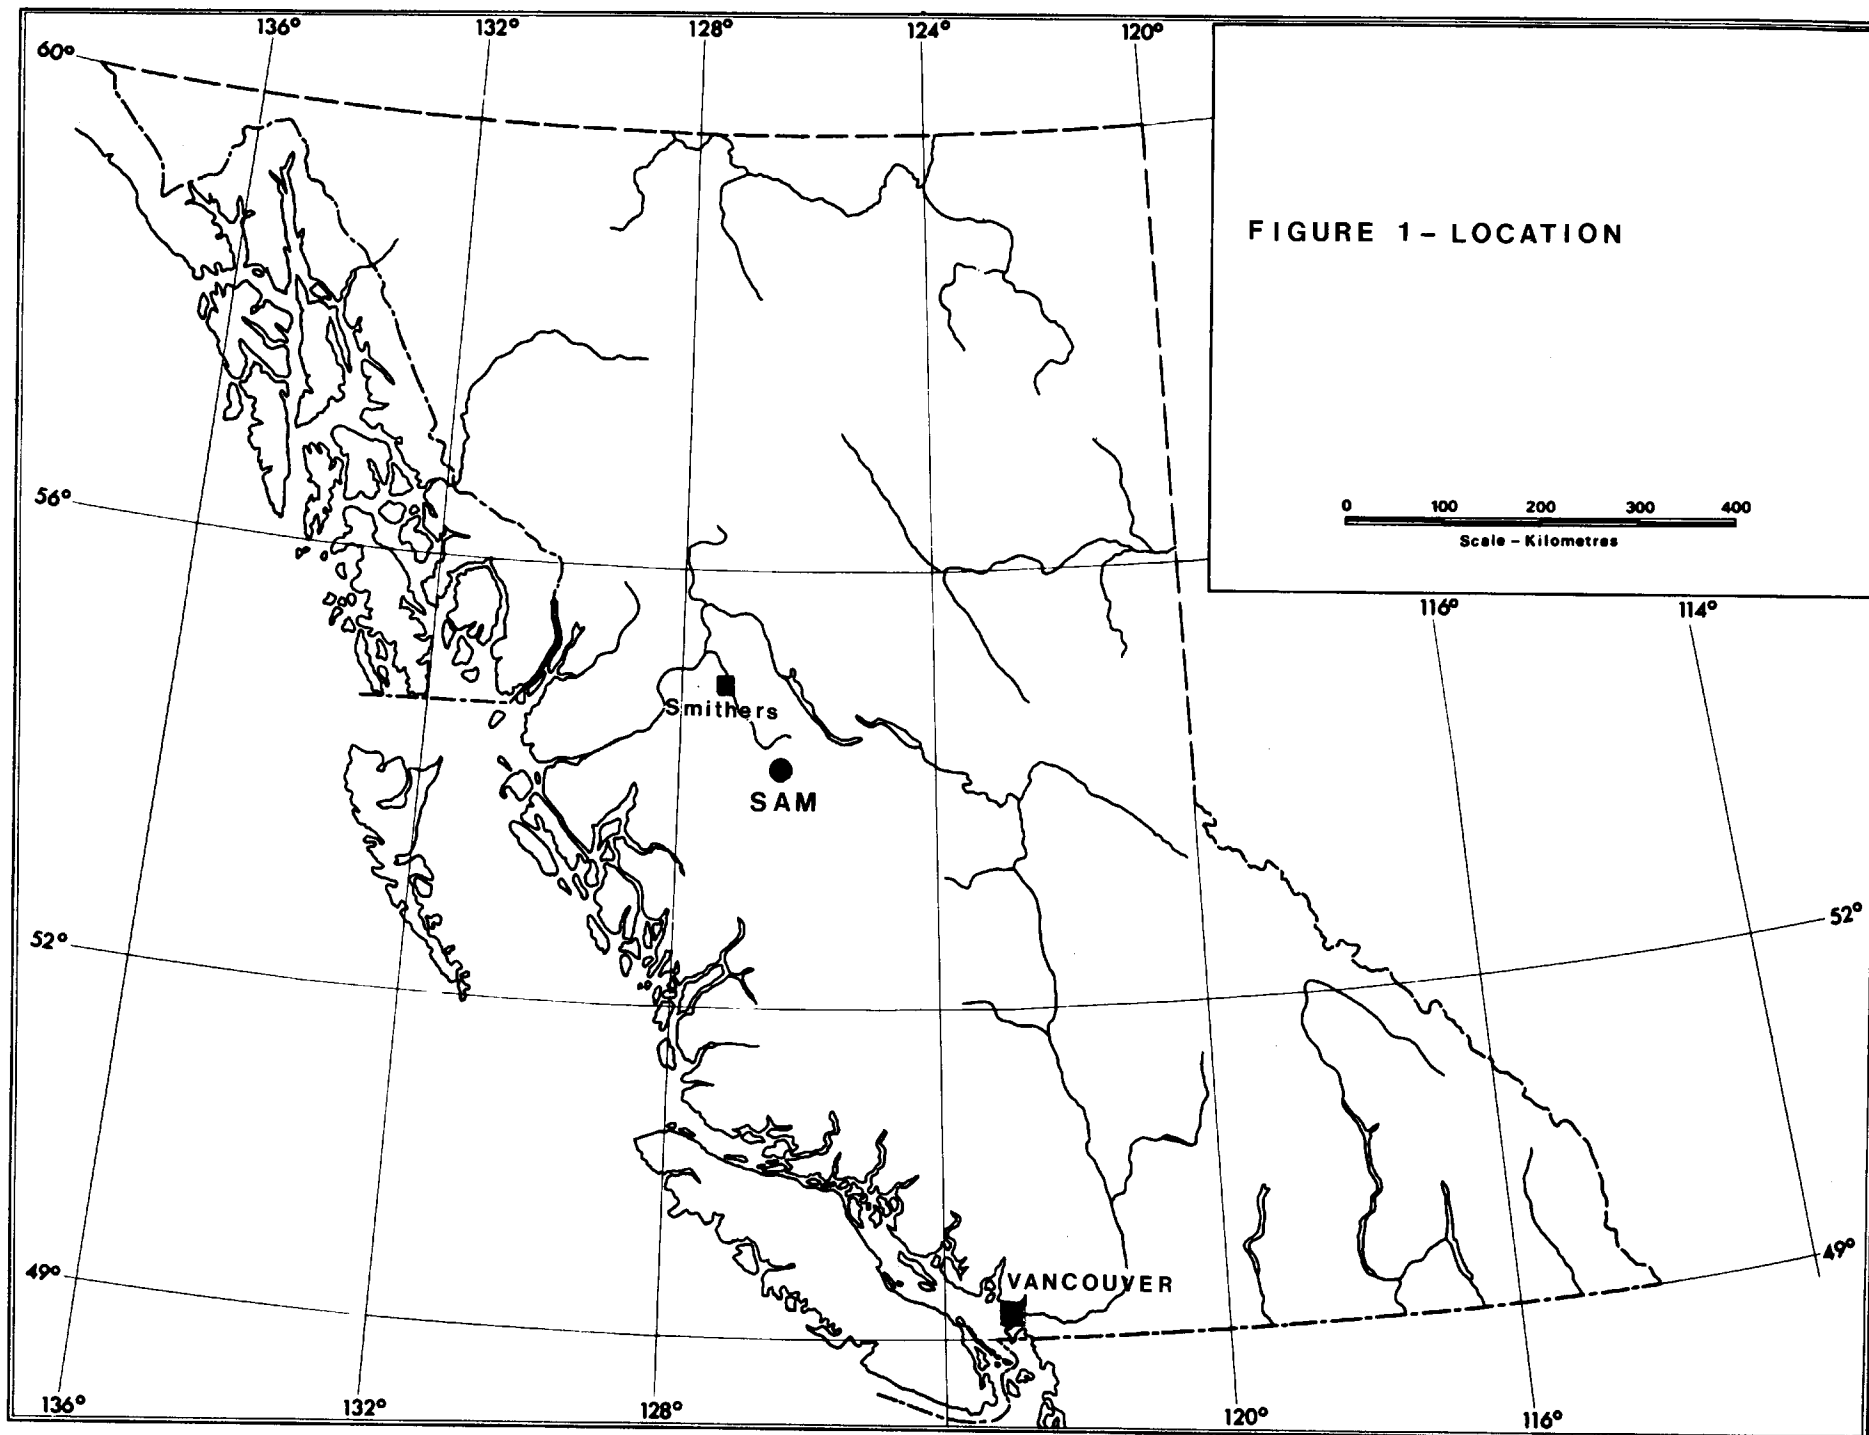 136° 132° 128° 124° 120°
60°
FIGURE 1 - LOCATION
56°
0 100 200 300 400
Scale - Kilometres
116° 114°
Smithers
SAM
52° 52°
49° 49°
VANCOUVER
136° 132° 128° 120° 116°